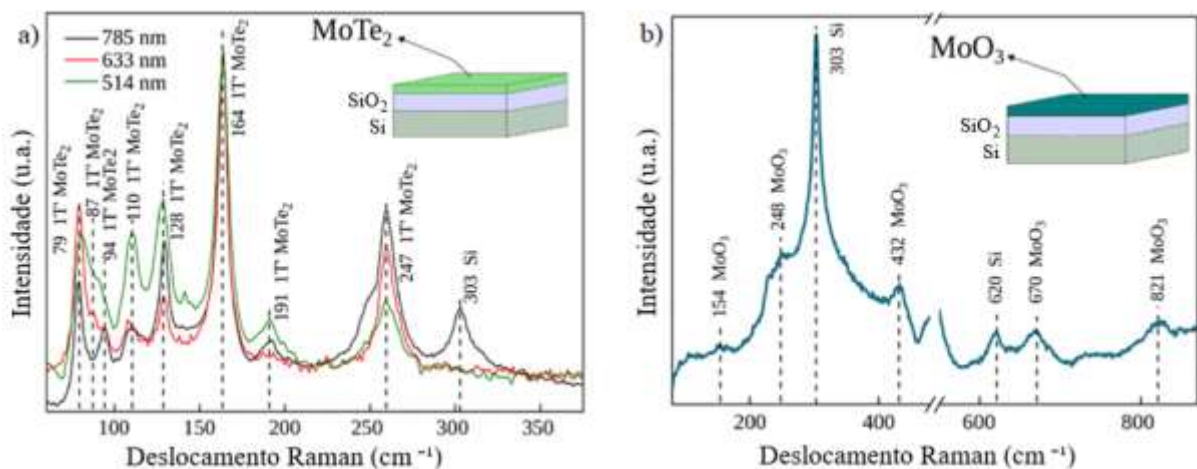 a)
785 nm
633 nm
514 nm
MoTe₂
SiO₂
Si
Intensidade (u.a.)
79 1T' MoTe₂
87 1T' MoTe₂
94 1T' MoTe2
110 1T' MoTe₂
128 1T' MoTe₂
164 1T' MoTe₂
191 1T' MoTe₂
247 1T' MoTe₂
303 Si
100 150 200 250 300 350
Deslocamento Raman (cm ⁻¹)
b)
MoO₃
SiO₂
Si
Intensidade (u.a.)
154 MoO₃
248 MoO₃
303 Si
432 MoO₃
620 Si
670 MoO₃
821 MoO₃
200 400 600 800
Deslocamento Raman (cm ⁻¹)